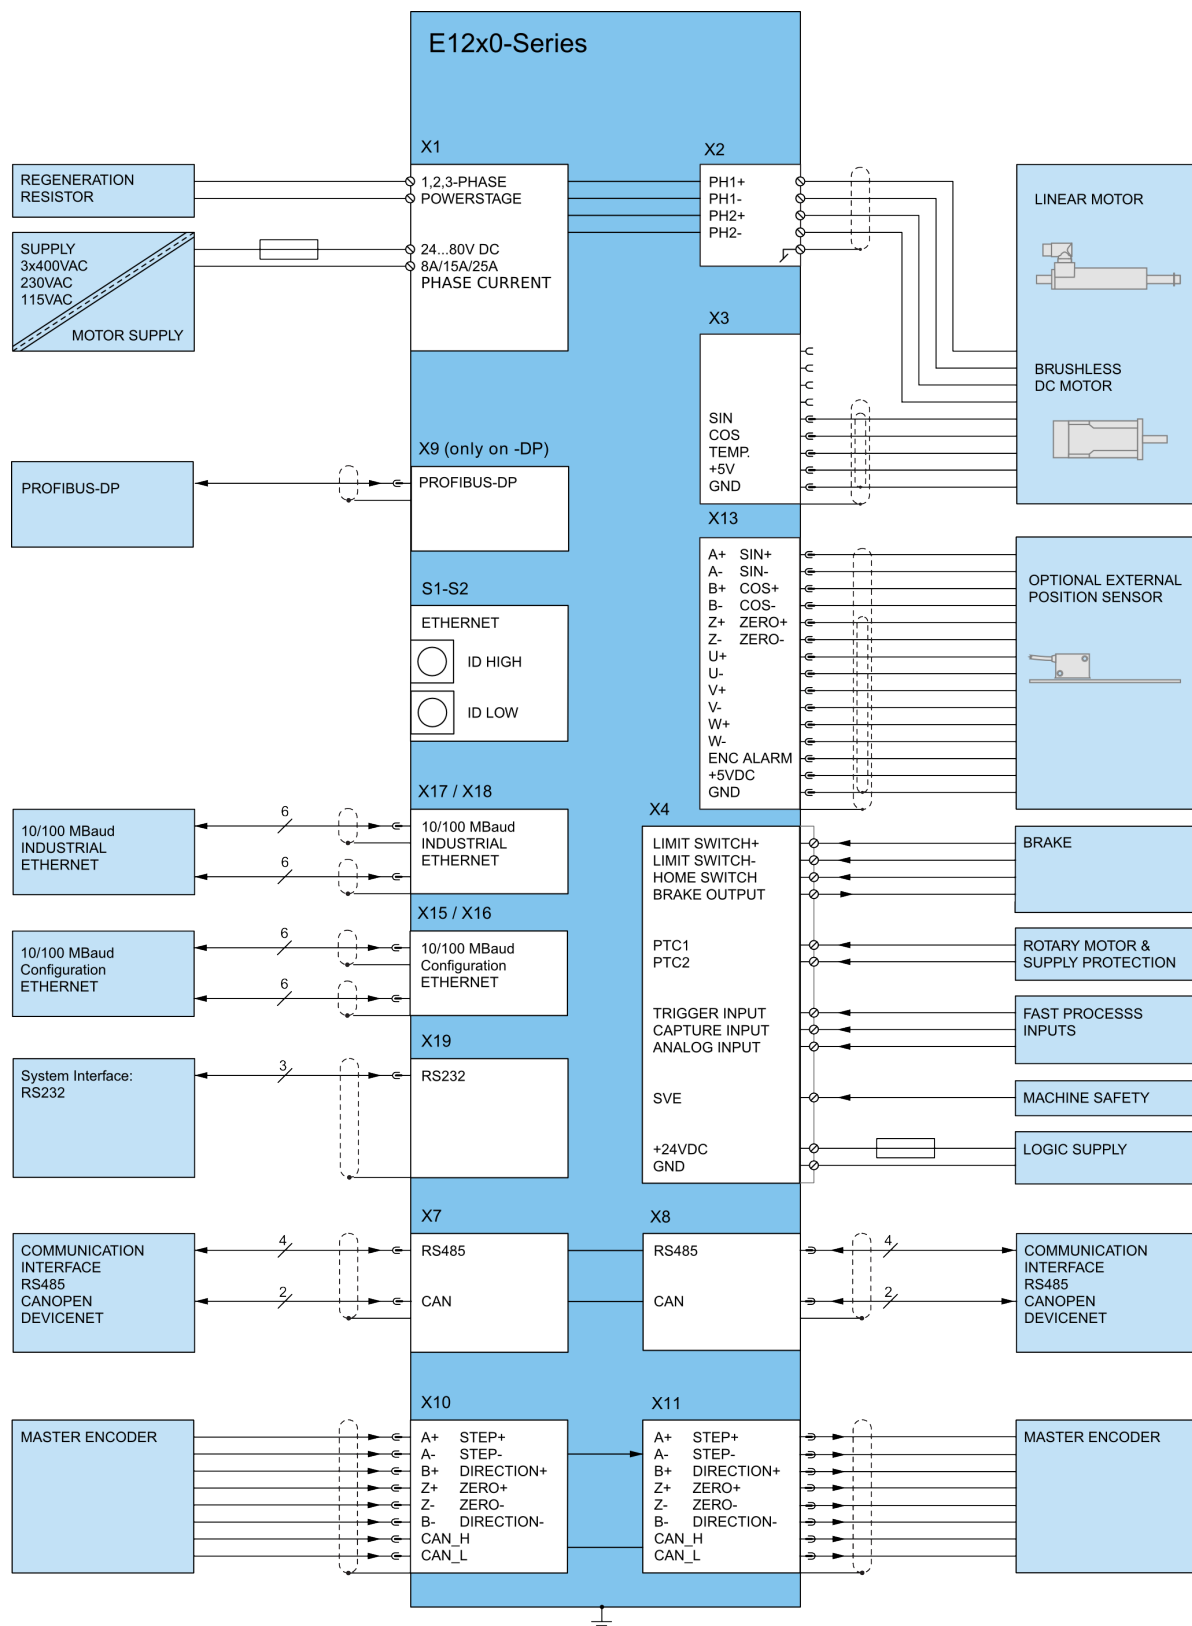 E12x0-Series
X1
1,2,3-PHASE
POWERSTAGE
24...80V DC
8A/15A/25A
PHASE CURRENT
REGENERATION
RESISTOR
SUPPLY
3x400VAC
230VAC
115VAC
MOTOR SUPPLY
X2
PH1+
PH1-
PH2+
PH2-
LINEAR MOTOR
BRUSHLESS
DC MOTOR
X3
SIN
COS
TEMP.
+5V
GND
X9 (only on -DP)
PROFIBUS-DP
PROFIBUS-DP
X13
A+ SIN+
A- SIN-
B+ COS+
B- COS-
Z+ ZERO+
Z- ZERO-
U+
U-
V+
V-
W+
W-
ENC ALARM
+5VDC
GND
OPTIONAL EXTERNAL
POSITION SENSOR
S1-S2
ETHERNET
ID HIGH
ID LOW
X17 / X18
10/100 MBaud
INDUSTRIAL
ETHERNET
6
6
10/100 MBaud
INDUSTRIAL
ETHERNET
X15 / X16
10/100 MBaud
Configuration
ETHERNET
6
6
10/100 MBaud
Configuration
ETHERNET
X4
LIMIT SWITCH+
LIMIT SWITCH-
HOME SWITCH
BRAKE OUTPUT
PTC1
PTC2
TRIGGER INPUT
CAPTURE INPUT
ANALOG INPUT
SVE
+24VDC
GND
BRAKE
ROTARY MOTOR &
SUPPLY PROTECTION
FAST PROCESSS
INPUTS
MACHINE SAFETY
LOGIC SUPPLY
X19
System Interface:
RS232
3
RS232
X7
COMMUNICATION
INTERFACE
RS485
CANOPEN
DEVICENET
4
2
RS485
CAN
X8
RS485
CAN
4
2
COMMUNICATION
INTERFACE
RS485
CANOPEN
DEVICENET
X10
MASTER ENCODER
A+ STEP+
A- STEP-
B+ DIRECTION+
Z+ ZERO+
Z- ZERO-
B- DIRECTION-
CAN_H
CAN_L
X11
A+ STEP+
A- STEP-
B+ DIRECTION+
Z+ ZERO+
Z- ZERO-
B- DIRECTION-
CAN_H
CAN_L
MASTER ENCODER